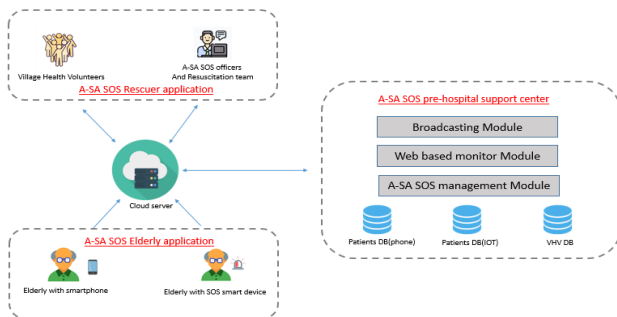 Village Health Volunteers
A-SA SOS officers
And Resuscitation team
A-SA SOS Rescuer application
Cloud server
A-SA SOS Elderly application
Elderly with smartphone
Elderly with SOS smart device
A-SA SOS pre-hospital support center
Broadcasting Module
Web based monitor Module
A-SA SOS management Module
Patients DB(phone)
Patients DB(IOT)
VHV DB